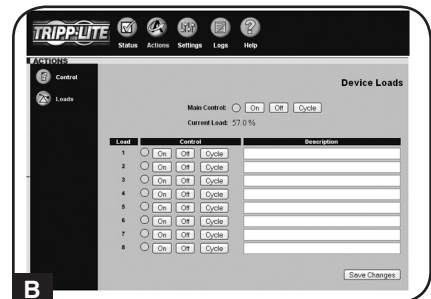 TRIPP·LITE
Status Actions Settings Logs Help
ACTIONS
Control
Loads
Device Loads
Main Control: On Off Cycle
Current Load: 57.0 %
Load Control Description
1 On Off Cycle
2 On Off Cycle
3 On Off Cycle
4 On Off Cycle
5 On Off Cycle
6 On Off Cycle
7 On Off Cycle
8 On Off Cycle
Save Changes
B